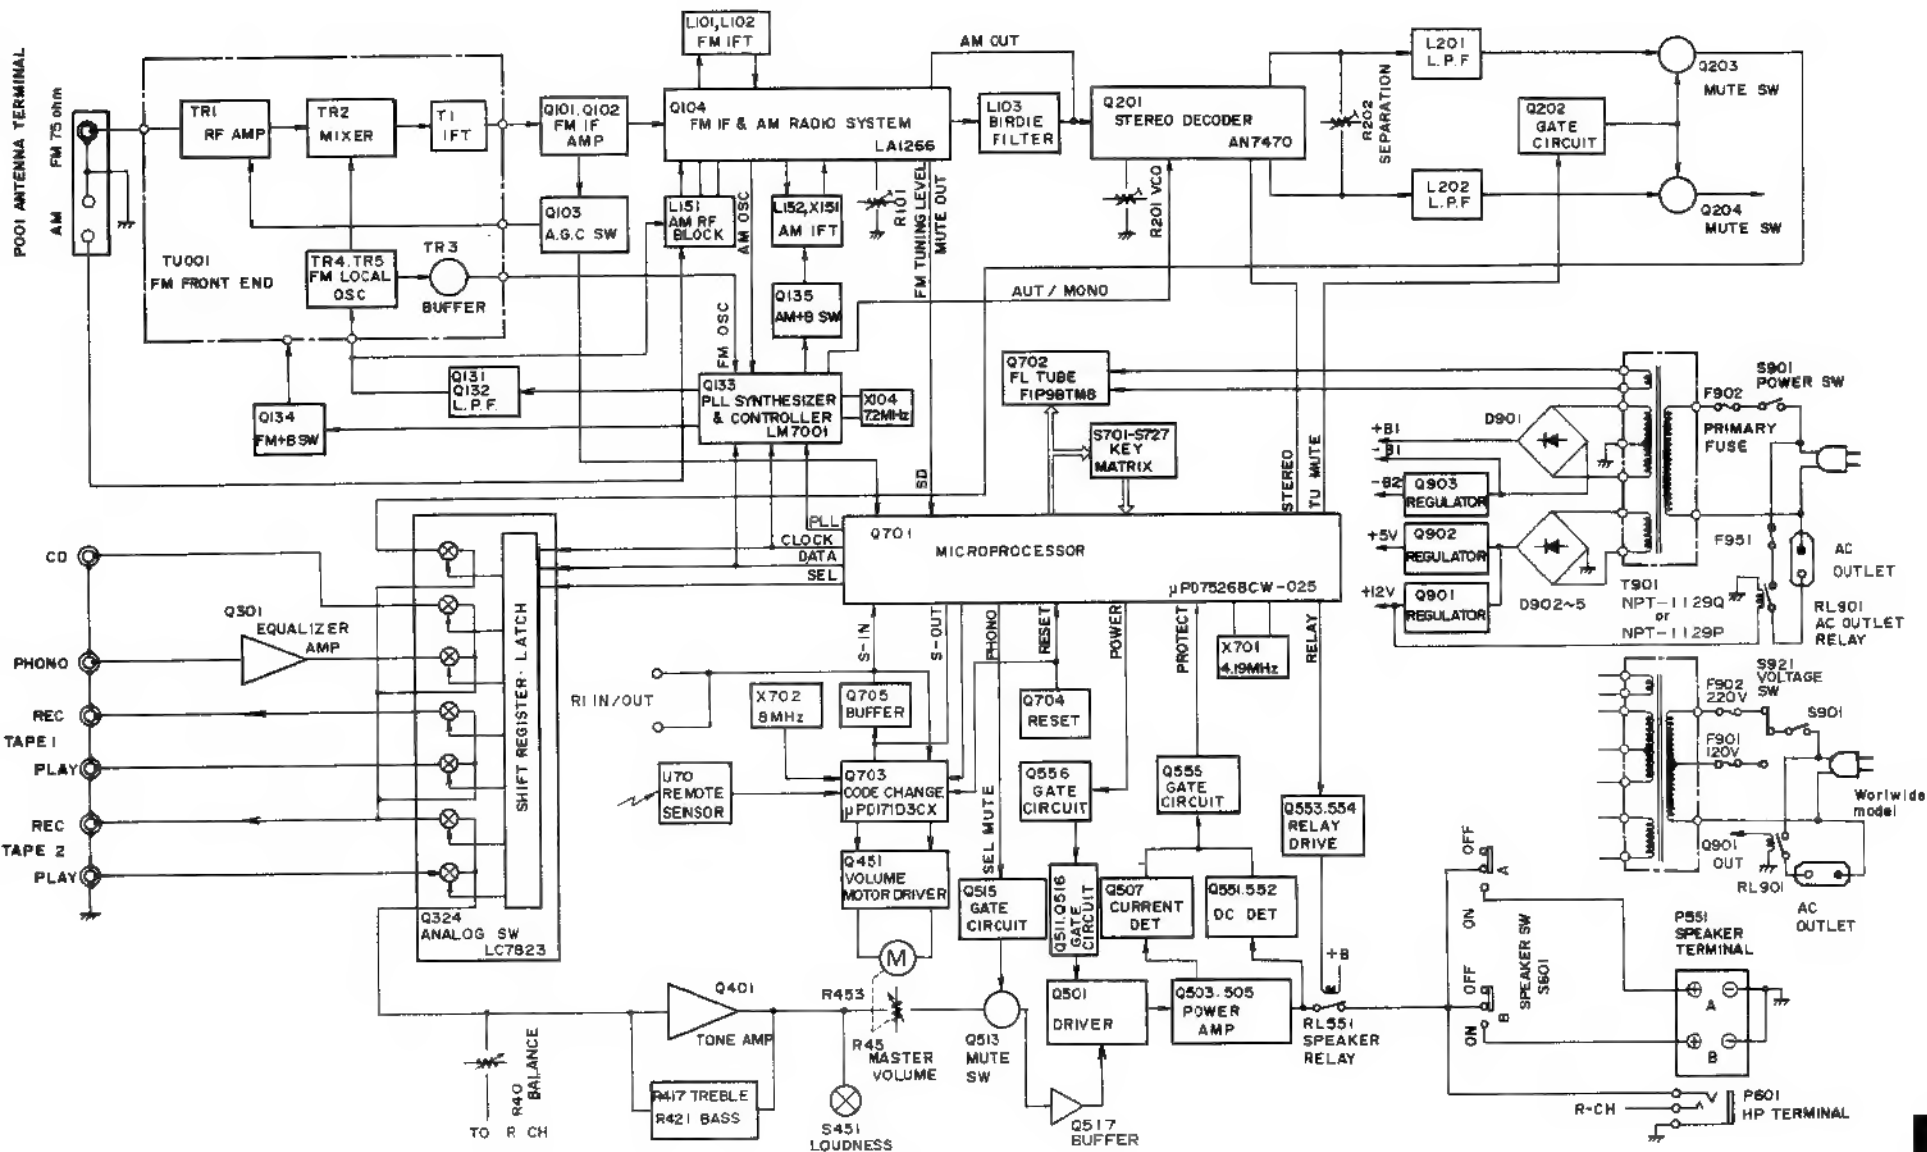 P001 ANTENNA TERMINAL
FM 75 ohm
AM
TU001
FM FRONT END
TR1
RF AMP
TR2
MIXER
T1
IFT
TR4.TR5
FM LOCAL
OSC
TR3
BUFFER
Q101, Q102
FM IF
AMP
Q103
A.G.C SW
L101, L102
FM IFT
Q104
FM IF & AM RADIO SYSTEM
LA1266
AM OUT
L103
BIRDIE
FILTER
Q201
STEREO DECODER
AN7470
R202
SEPARATION
L201
L.P.F
L202
L.P.F
Q202
GATE
CIRCUIT
Q203
MUTE SW
Q204
MUTE SW
L151
AM RF
BLOCK
AM OSC
L152, X151
AM IFT
R101
FM TUNING LEVEL
MUTE OUT
R201 VCO
Q135
AM+B SW
AUT / MONO
FM OSC
Q131
Q132
L.P.F.
Q134
FM+B SW
Q133
PLL SYNTHESIZER
& CONTROLLER
LM7001
X104
7.2MHz
SD
Q702
FL TUBE
FIP9BTM8
S701-S727
KEY
MATRIX
STEREO
TU MUTE
D901
+B1
-B1
-B2
Q903
REGULATOR
+5V
Q902
REGULATOR
+12V
Q901
REGULATOR
D902~5
T901
NPT-1129Q
or
NPT-1129P
F902
S901
POWER SW
PRIMARY
FUSE
F951
AC
OUTLET
RL901
AC OUTLET
RELAY
CD
PHONO
REC
TAPE 1
PLAY
REC
TAPE 2
PLAY
Q301
EQUALIZER
AMP
SHIFT REGISTER · LATCH
Q324
ANALOG SW
LC7823
PLL
CLOCK
DATA
SEL
Q701
MICROPROCESSOR
μPD75268CW-025
S-IN
S-OUT
PHONO
RESET
POWER
PROTECT
X701
4.19MHz
RELAY
RI IN/OUT
X702
8MHz
Q705
BUFFER
Q704
RESET
U70
REMOTE
SENSOR
Q703
CODE CHANGE
μPD17103CX
SEL MUTE
Q556
GATE
CIRCUIT
Q555
GATE
CIRCUIT
Q553.554
RELAY
DRIVE
Q451
VOLUME
MOTOR DRIVER
Q515
GATE
CIRCUIT
Q511.Q516
GATE
CIRCUIT
Q507
CURRENT
DET
Q551.552
DC DET
M
R453
R45
MASTER
VOLUME
Q401
TONE AMP
R40
BALANCE
TO R CH
R417 TREBLE
R421 BASS
S451
LOUDNESS
Q513
MUTE
SW
Q517
BUFFER
Q501
DRIVER
Q503.505
POWER
AMP
+B
RL551
SPEAKER
RELAY
OFF
A
ON
OFF
B
ON
SPEAKER SW
S601
P551
SPEAKER
TERMINAL
A
B
P601
HP TERMINAL
R-CH
F902
220V
S921
VOLTAGE
SW
S901
F901
120V
Worlwide
model
Q901
OUT
RL901
AC
OUTLET